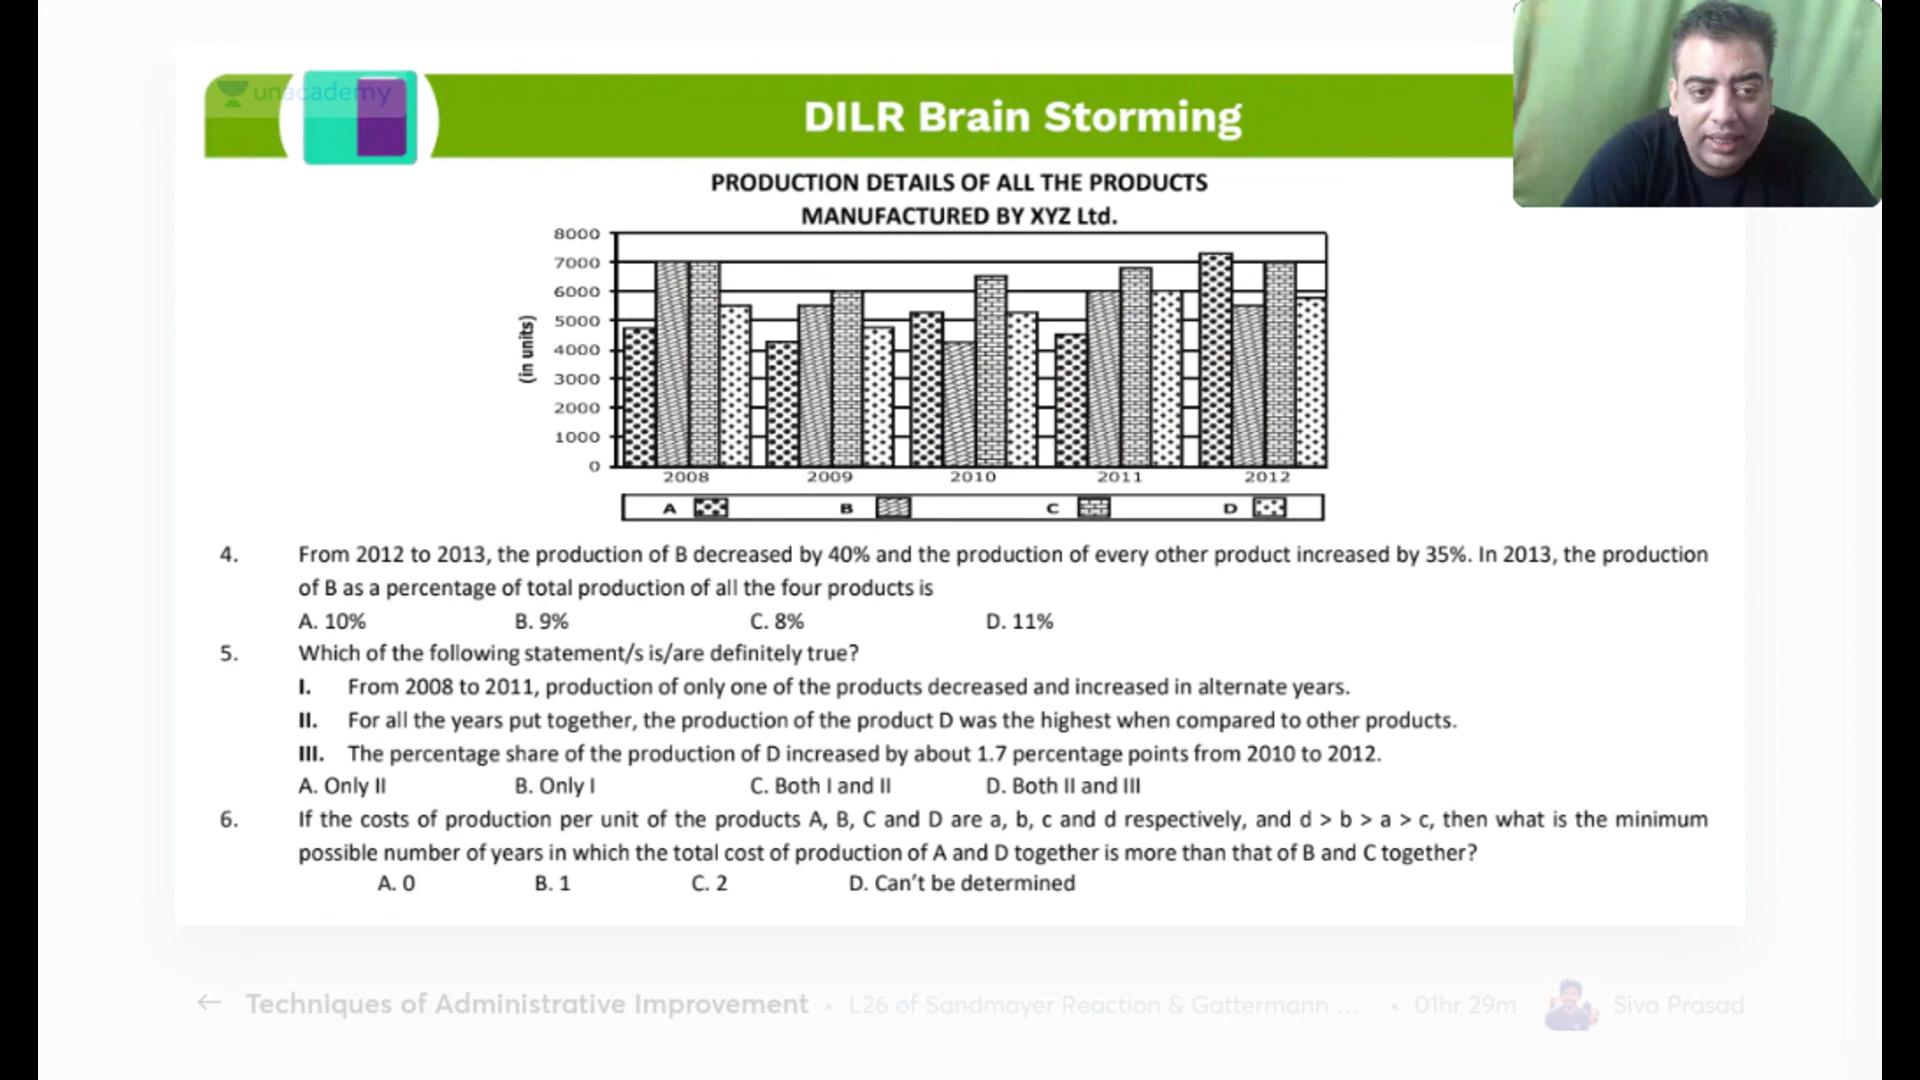 unacademy
DILR Brain Storming
PRODUCTION DETAILS OF ALL THE PRODUCTS
MANUFACTURED BY XYZ Ltd.
(in units)
8000
7000
6000
5000
4000
3000
2000
1000
0
2008 2009 2010 2011 2012
A B C D
4. From 2012 to 2013, the production of B decreased by 40% and the production of every other product increased by 35%. In 2013, the production
of B as a percentage of total production of all the four products is
A. 10% B. 9% C. 8% D. 11%
5. Which of the following statement/s is/are definitely true?
I. From 2008 to 2011, production of only one of the products decreased and increased in alternate years.
II. For all the years put together, the production of the product D was the highest when compared to other products.
III. The percentage share of the production of D increased by about 1.7 percentage points from 2010 to 2012.
A. Only II B. Only I C. Both I and II D. Both II and III
6. If the costs of production per unit of the products A, B, C and D are a, b, c and d respectively, and d > b > a > c, then what is the minimum
possible number of years in which the total cost of production of A and D together is more than that of B and C together?
A. 0 B. 1 C. 2 D. Can't be determined
← Techniques of Administrative Improvement • L26 of Sandmayer Reaction & Gattermann ... • 01hr 29m Siva Prasad